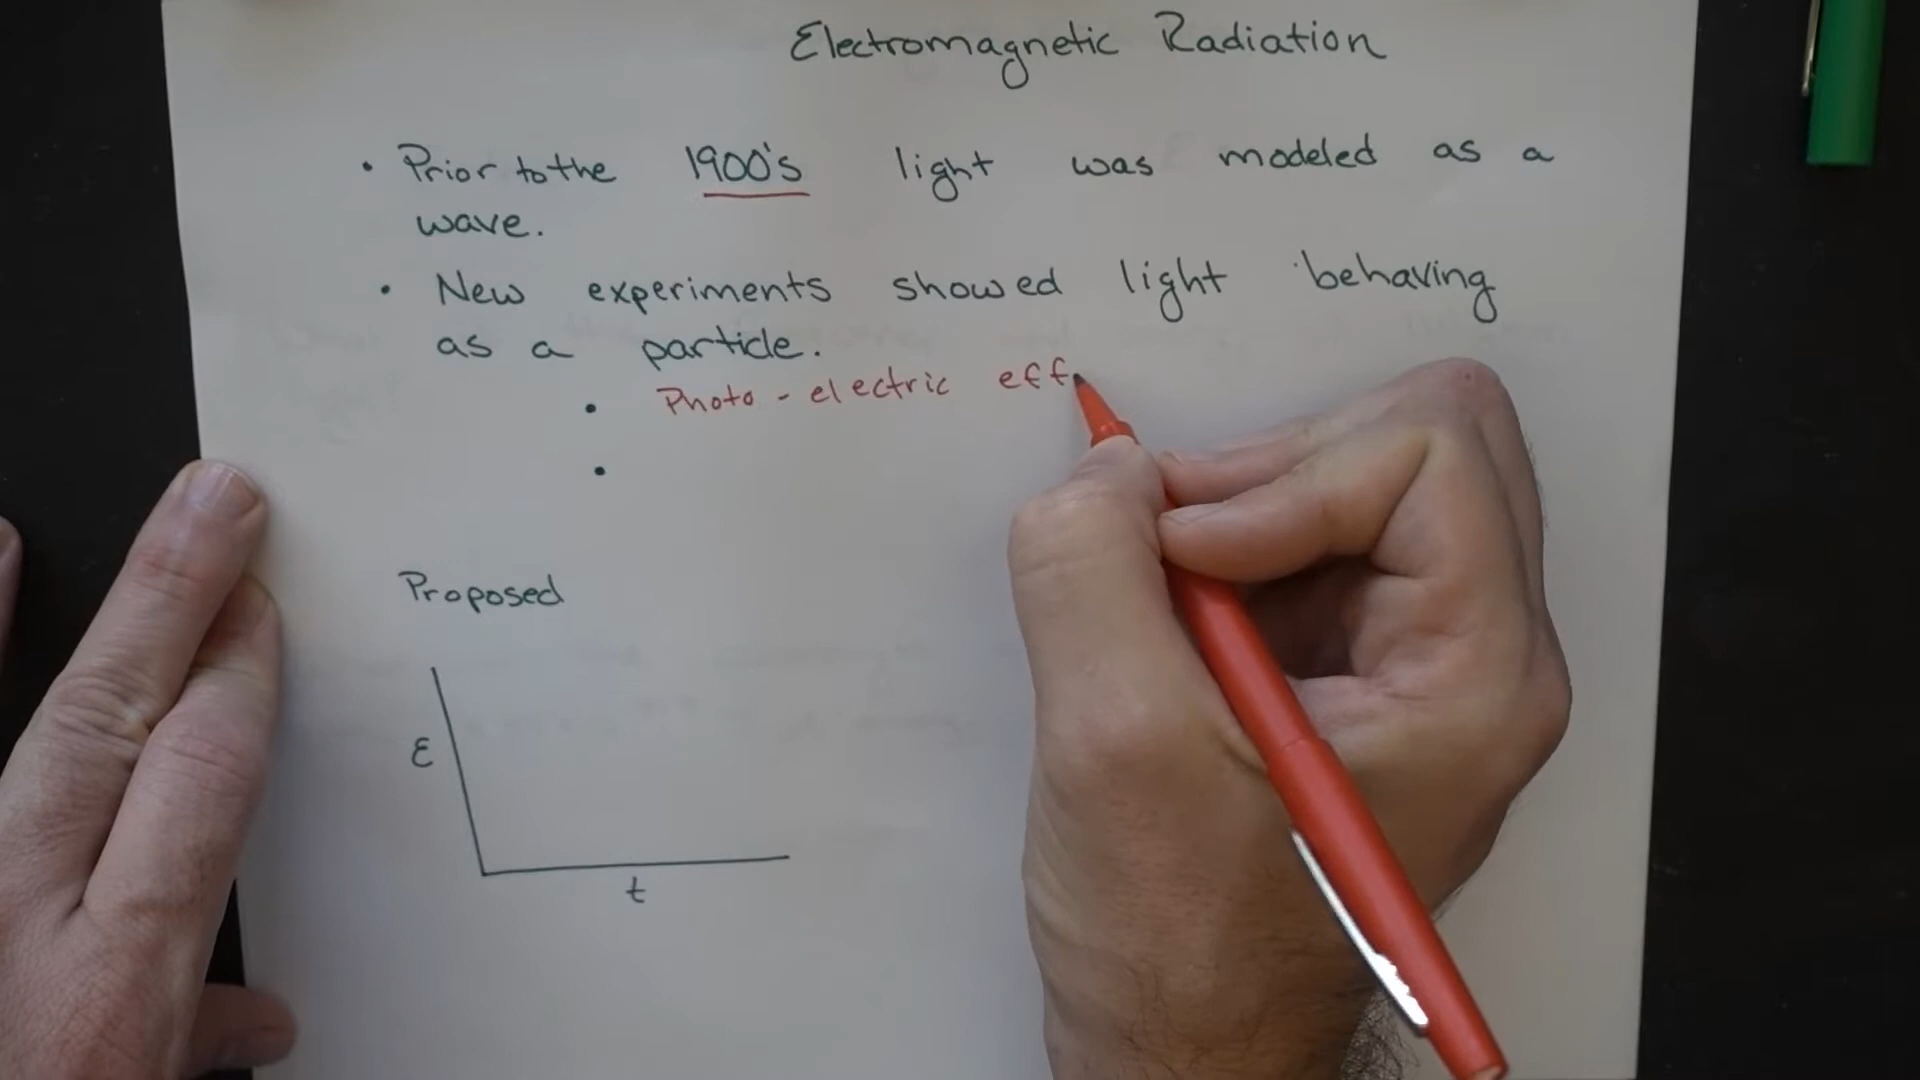 Electromagnetic Radiation
• Prior to the 1900's light was modeled as a
wave.
• New experiments showed light behaving
as a particle.
• Photo-electric eff
•
Proposed
ε
t